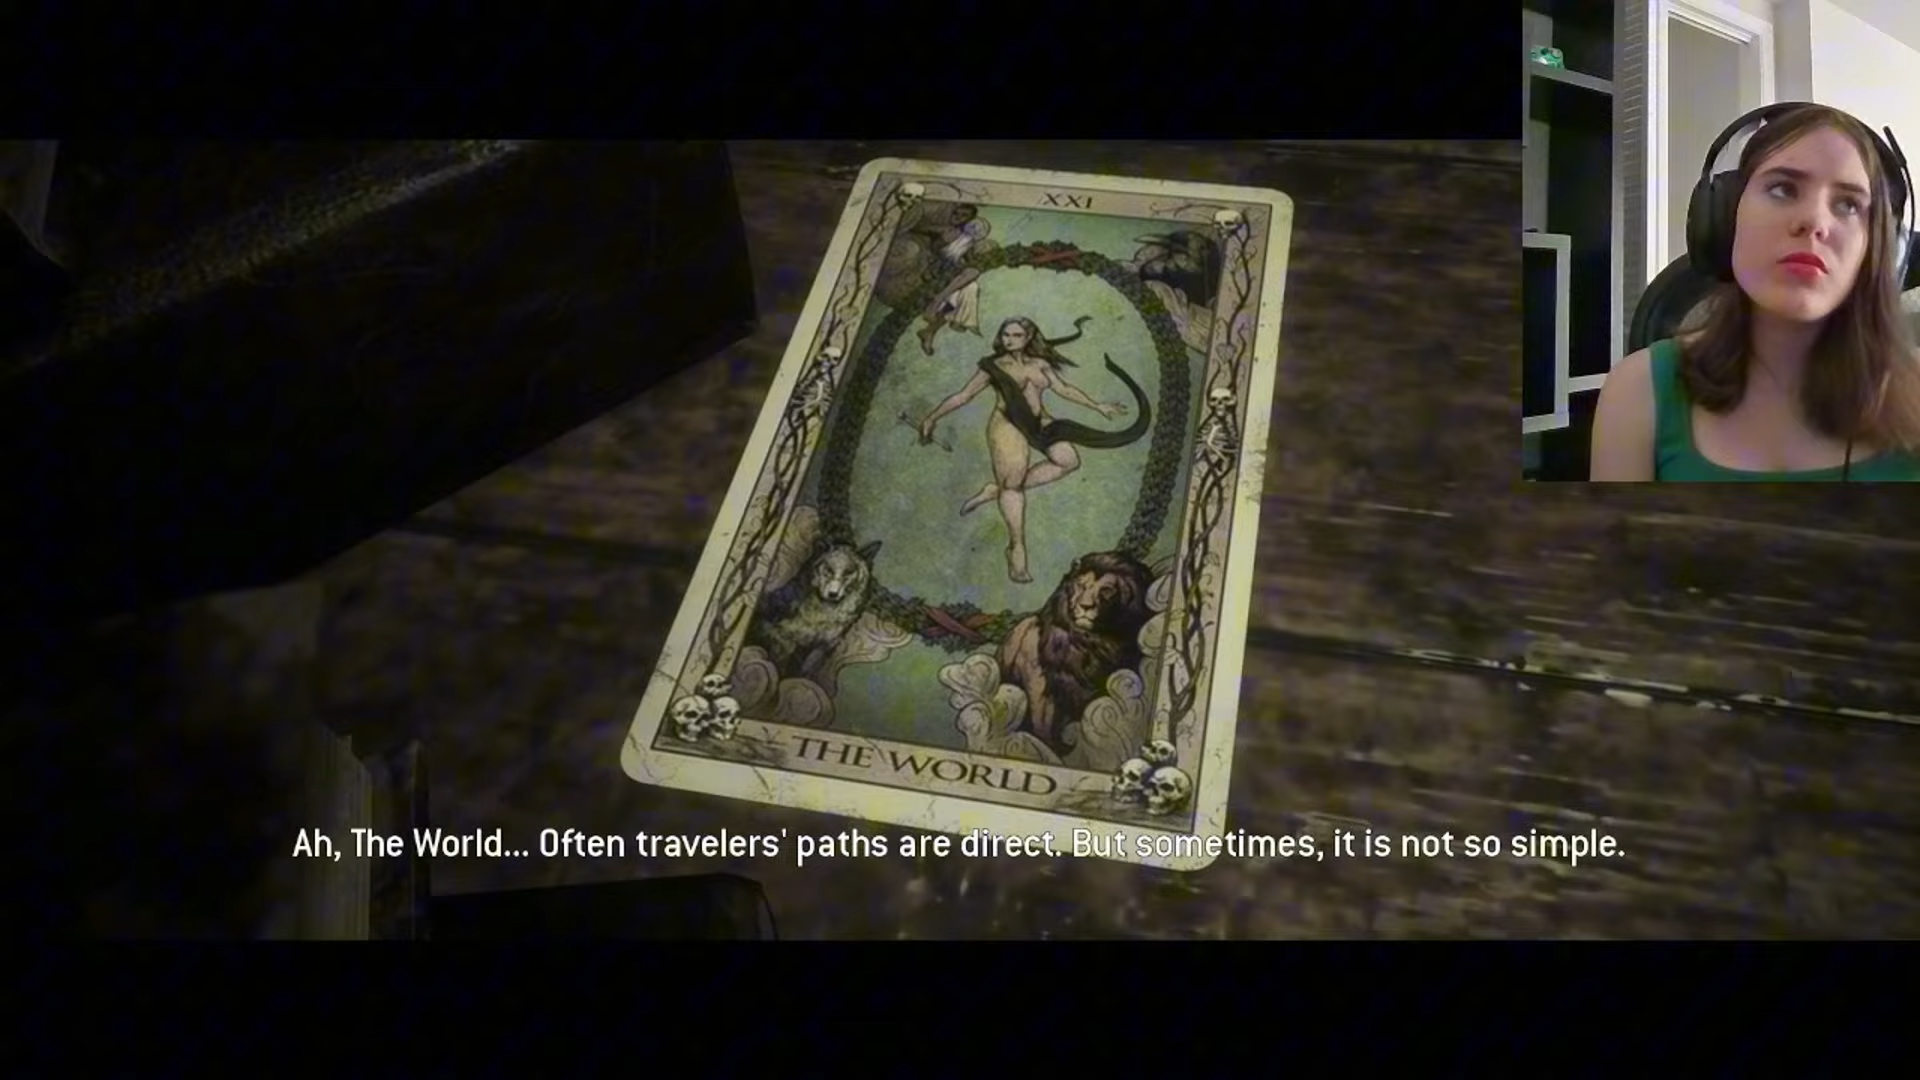 XXI
THE WORLD
Ah, The World... Often travelers' paths are direct. But sometimes, it is not so simple.